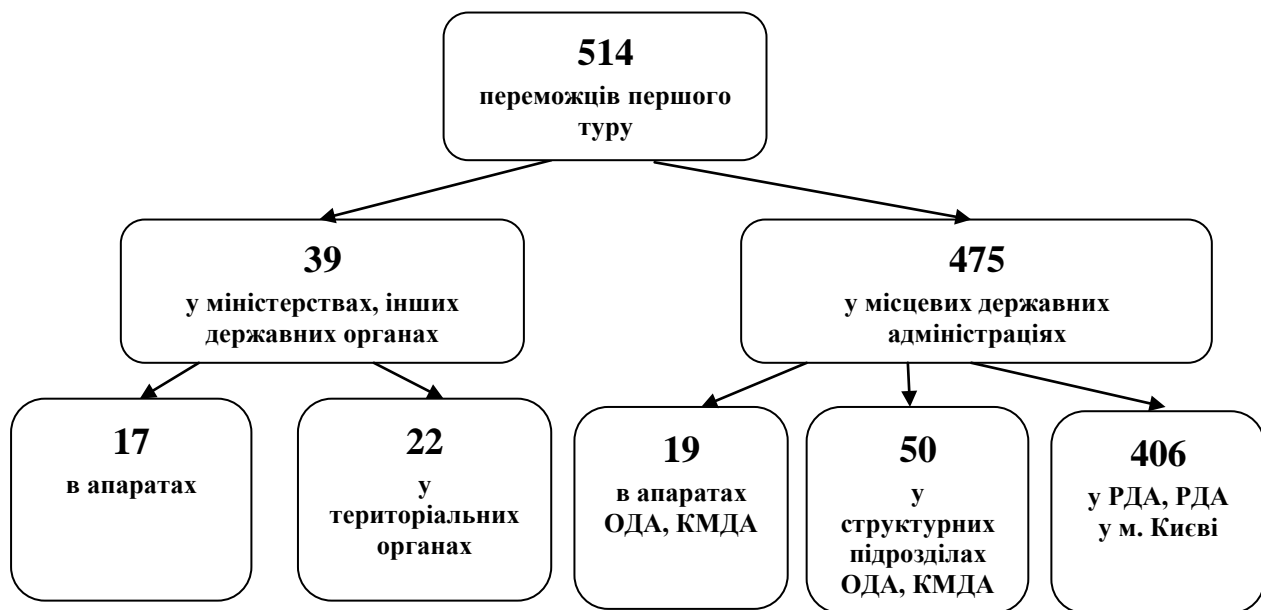 514
переможців першого
туру
39
у міністерствах, інших
державних органах
475
у місцевих державних
адміністраціях
17
в апаратах
22
у
територіальних
органах
19
в апаратах
ОДА, КМДА
50
у
структурних
підрозділах
ОДА, КМДА
406
у РДА, РДА
у м. Києві